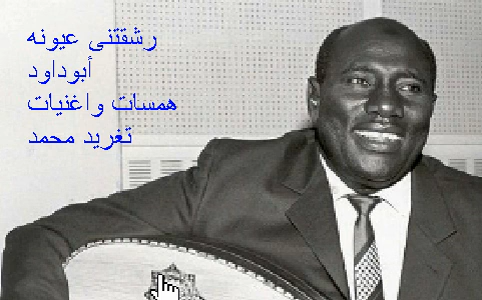 رشقتنى عيونه
أبوداود
همسات واغنيات
تغريد محمد